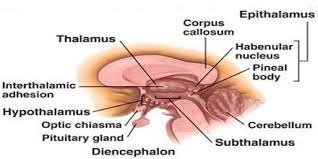 Epithalamus
Corpus
callosum
Thalamus
Habenular
nucleus
Pineal
body
Interthalamic
adhesion
Hypothalamus
Optic chiasma
Pituitary gland
Cerebellum
Subthalamus
Diencephalon